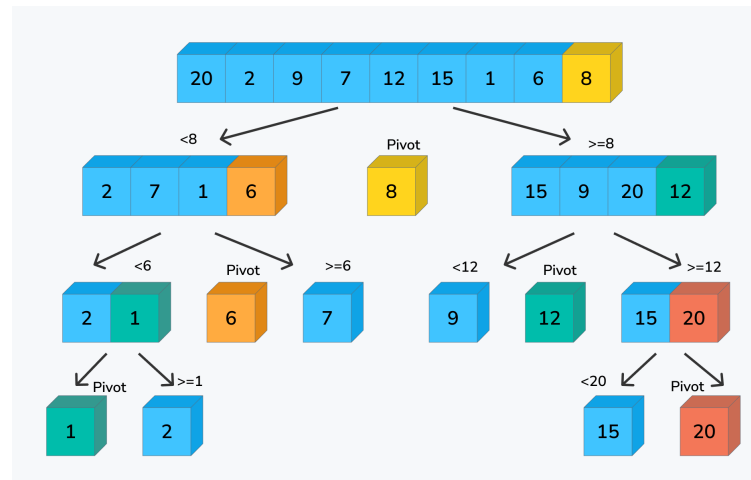 20 2 9 7 12 15 1 6 8
<8 Pivot >=8
2 7 1 6 8 15 9 20 12
<6 Pivot >=6 <12 Pivot >=12
2 1 6 7 9 12 15 20
Pivot >=1 <20 Pivot
1 2 15 20